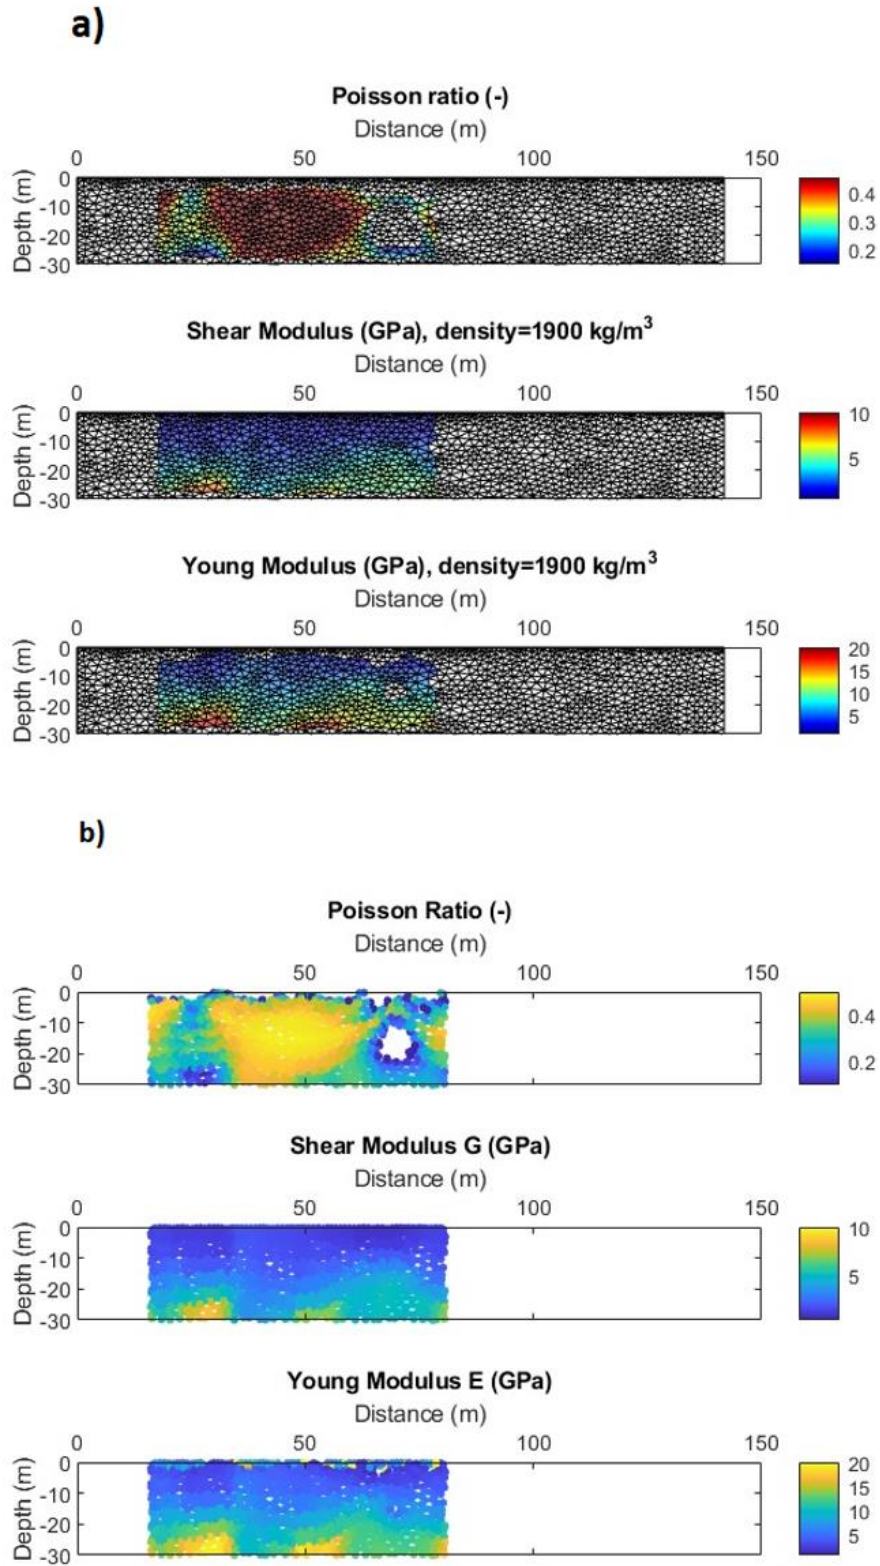 a)
Poisson ratio (-)
Distance (m)
0 50 100 150
Depth (m)
0
-10
-20
-30
0.4
0.3
0.2
Shear Modulus (GPa), density=1900 kg/m³
Distance (m)
0 50 100 150
Depth (m)
0
-10
-20
-30
10
5
Young Modulus (GPa), density=1900 kg/m³
Distance (m)
0 50 100 150
Depth (m)
0
-10
-20
-30
20
15
10
5
b)
Poisson Ratio (-)
Distance (m)
0 50 100 150
Depth (m)
0
-10
-20
-30
0.4
0.2
Shear Modulus G (GPa)
Distance (m)
0 50 100 150
Depth (m)
0
-10
-20
-30
10
5
Young Modulus E (GPa)
Distance (m)
0 50 100 150
Depth (m)
0
-10
-20
-30
20
15
10
5